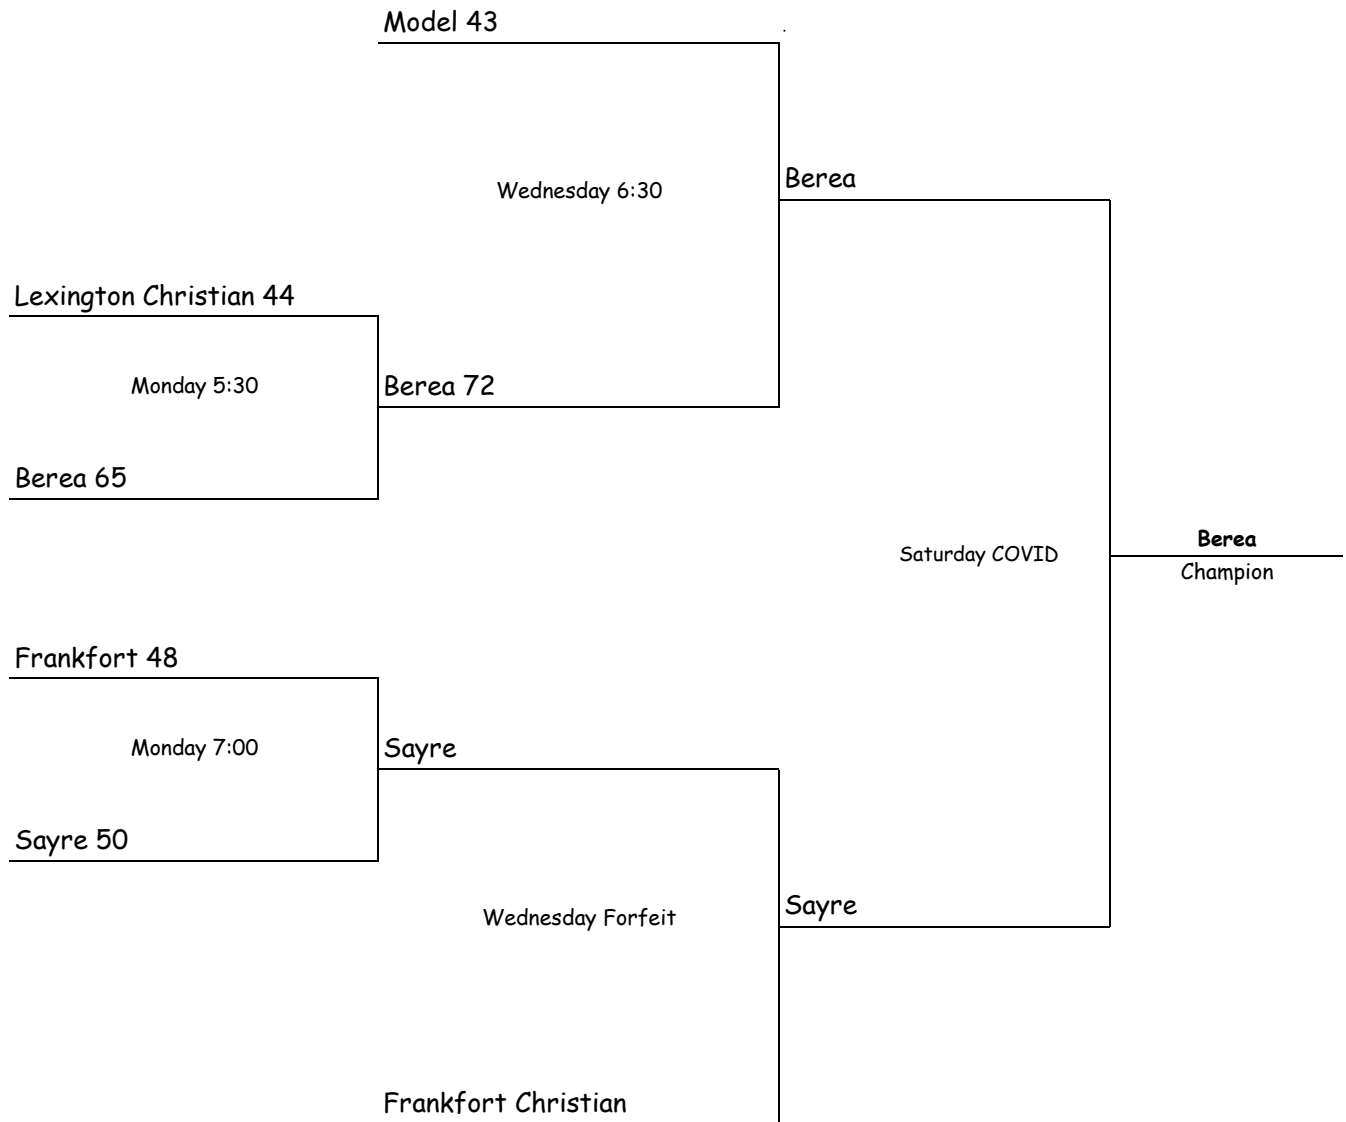 Model 43
.
Berea
Wednesday 6:30
Lexington Christian 44
Monday 5:30
Berea 72
Berea 65
Saturday COVID
Berea
Champion
Frankfort 48
Monday 7:00
Sayre
Sayre 50
Wednesday Forfeit
Sayre
Frankfort Christian